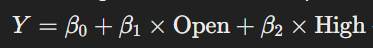 Y = β₀ + β₁ × Open + β₂ × High